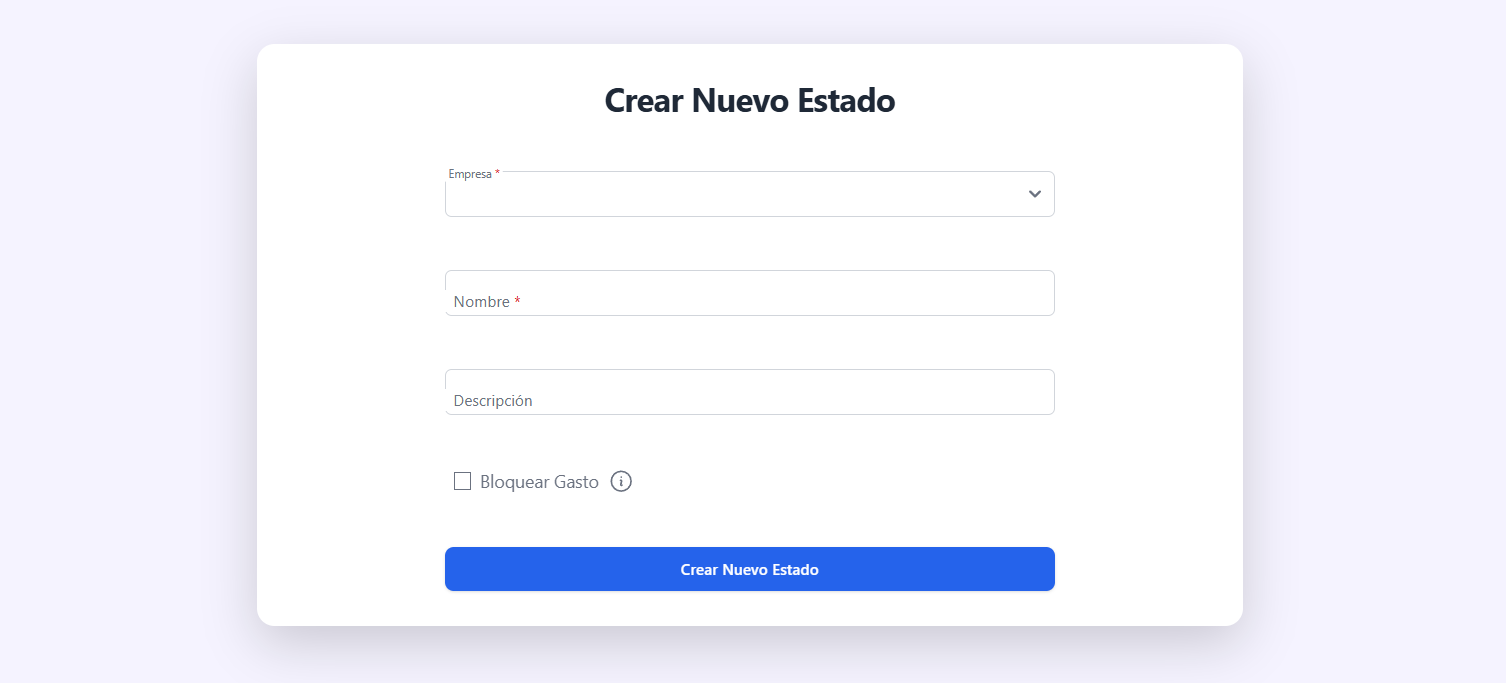 Crear Nuevo Estado
Empresa *
Nombre *
Descripción
Bloquear Gasto
Crear Nuevo Estado